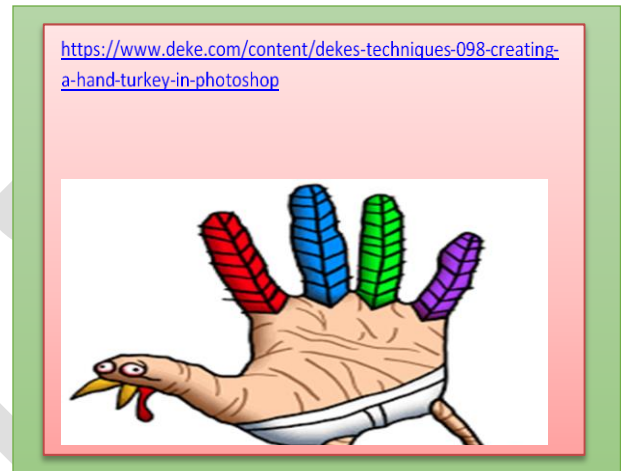 https://www.deke.com/content/dekes-techniques-098-creating-
a-hand-turkey-in-photoshop